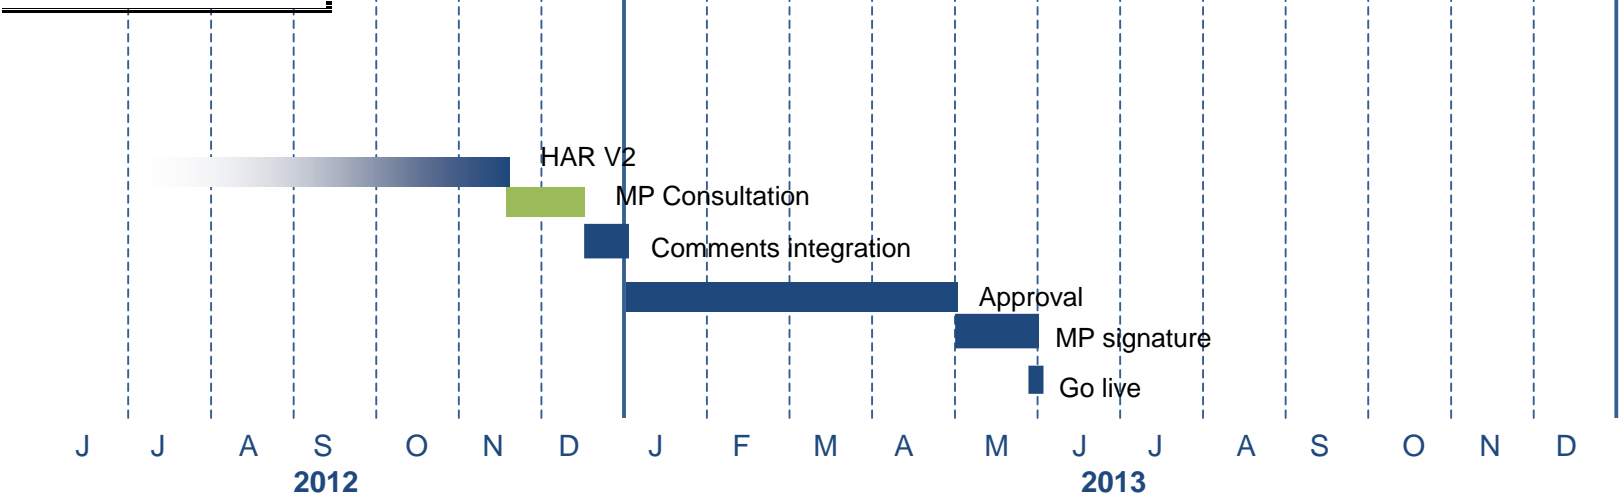 HAR V2
MP Consultation
Comments integration
Approval
MP signature
Go live
J J A S O N D J F M A M J J A S O N D
2012 2013